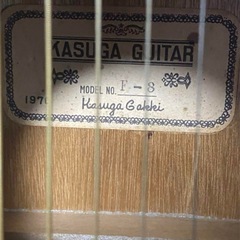 KASUGA GUITAR
MODEL NO. F-8
Kasuga Gakki